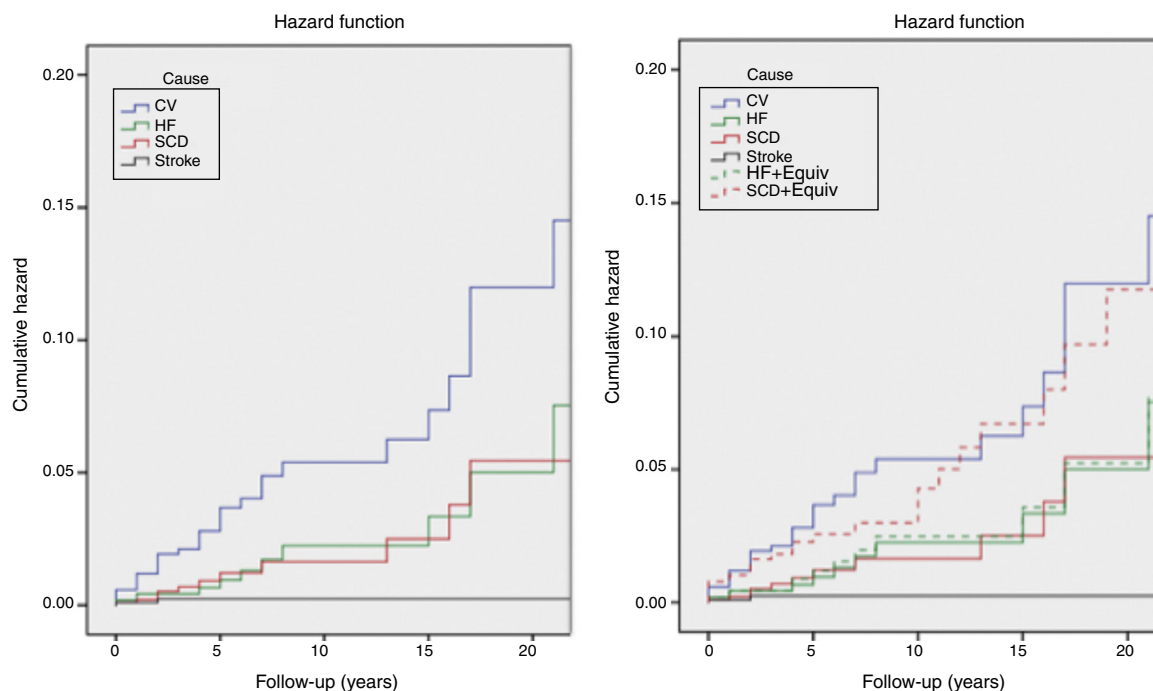 Hazard function
0.20
0.15
0.10
0.05
0.00
Cumulative hazard
Cause
CV
HF
SCD
Stroke
0 5 10 15 20
Follow-up (years)
Hazard function
0.20
0.15
0.10
0.05
0.00
Cumulative hazard
Cause
CV
HF
SCD
Stroke
HF+Equiv
SCD+Equiv
0 5 10 15 20
Follow-up (years)